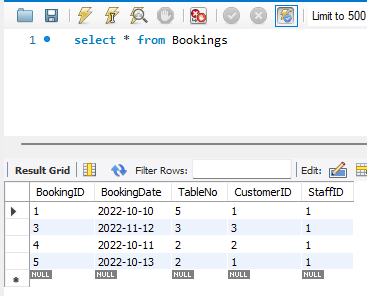 Limit to 500
1 select * from Bookings
Result Grid Filter Rows: Edit:
BookingID BookingDate TableNo CustomerID StaffID
1 2022-10-10 5 1 1
3 2022-11-12 3 3 1
4 2022-10-11 2 2 1
5 2022-10-13 2 1 1
NULL NULL NULL NULL NULL